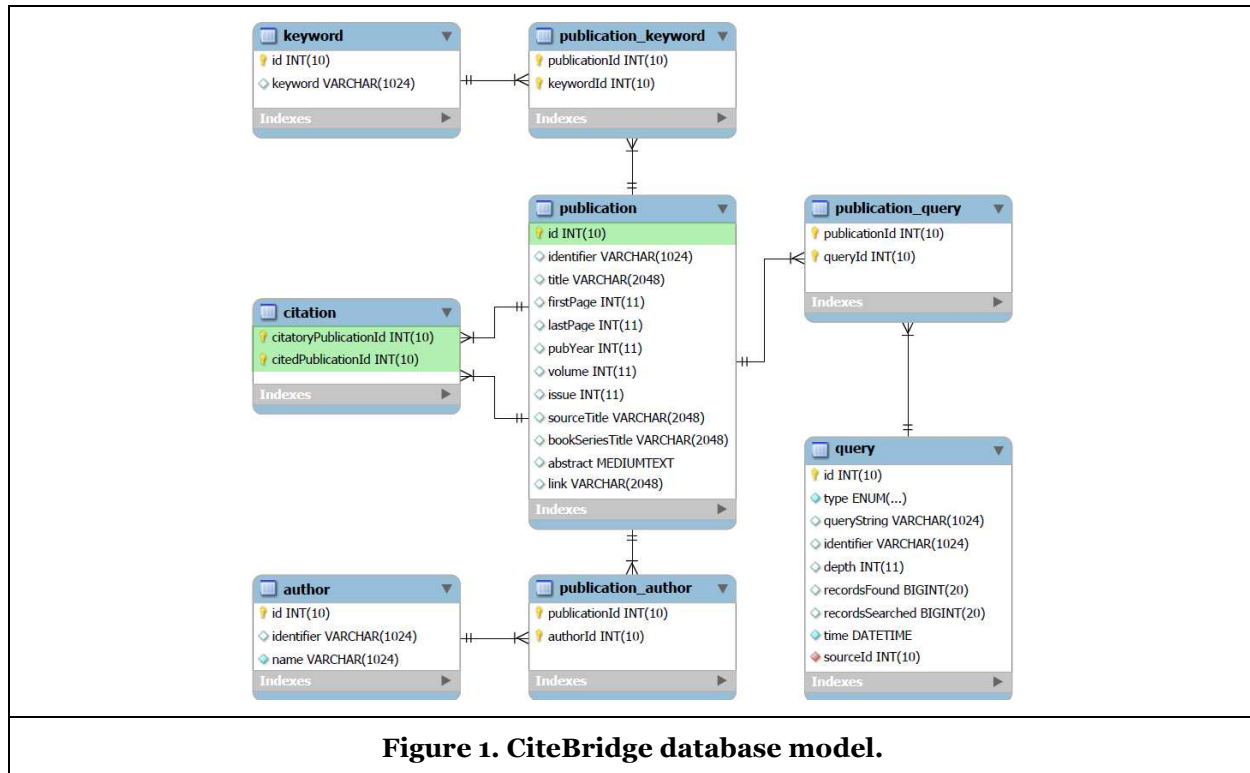 keyword
id INT(10)
keyword VARCHAR(1024)
Indexes
publication_keyword
publicationId INT(10)
keywordId INT(10)
Indexes
publication
id INT(10)
identifier VARCHAR(1024)
title VARCHAR(2048)
firstPage INT(11)
lastPage INT(11)
pubYear INT(11)
volume INT(11)
issue INT(11)
sourceTitle VARCHAR(2048)
bookSeriesTitle VARCHAR(2048)
abstract MEDIUMTEXT
link VARCHAR(2048)
Indexes
publication_query
publicationId INT(10)
queryId INT(10)
Indexes
citation
citatoryPublicationId INT(10)
citedPublicationId INT(10)
Indexes
query
id INT(10)
type ENUM(...)
queryString VARCHAR(1024)
identifier VARCHAR(1024)
depth INT(11)
recordsFound BIGINT(20)
recordsSearched BIGINT(20)
time DATETIME
sourceId INT(10)
Indexes
author
id INT(10)
identifier VARCHAR(1024)
name VARCHAR(1024)
Indexes
publication_author
publicationId INT(10)
authorId INT(10)
Indexes
Figure 1. CiteBridge database model.